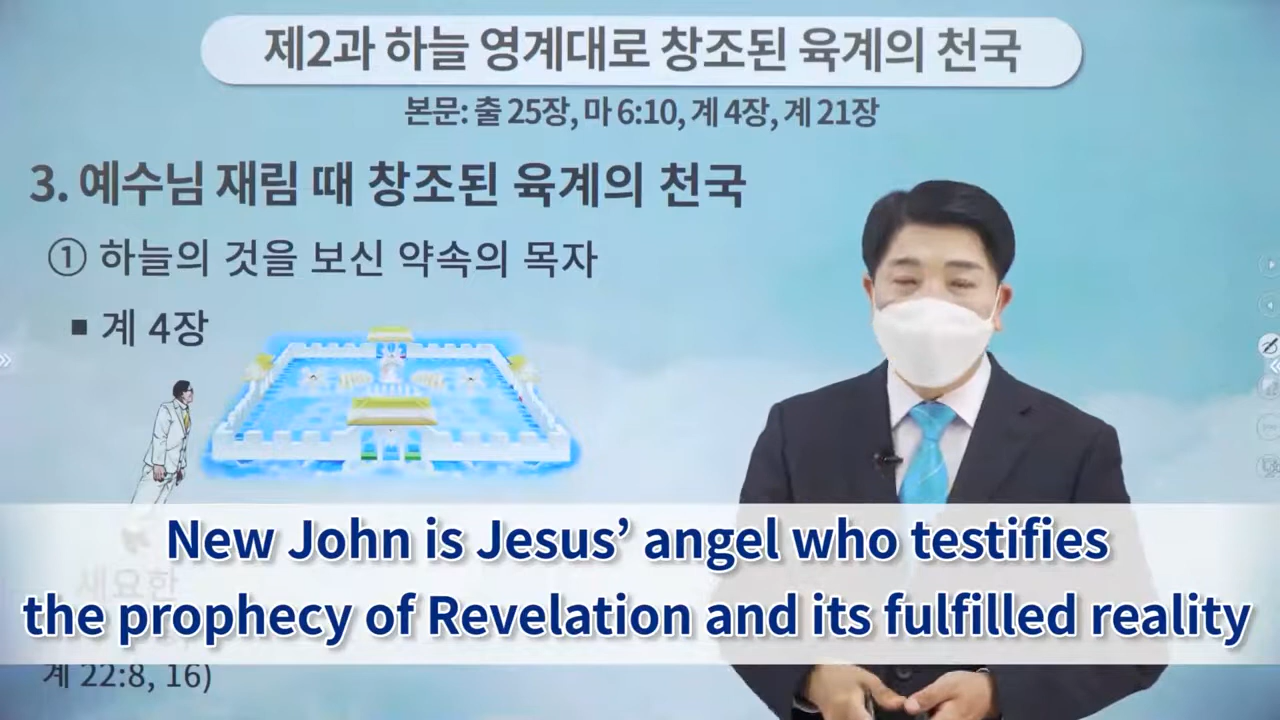 제2과 하늘 영계대로 창조된 육계의 천국
본문: 출 25장, 마 6:10, 계 4장, 계 21장
3. 예수님 재림 때 창조된 육계의 천국
① 하늘의 것을 보신 약속의 목자
▪ 계 4장
New John is Jesus’ angel who testifies
새요한
the prophecy of Revelation and its fulfilled reality
계 22:8, 16)